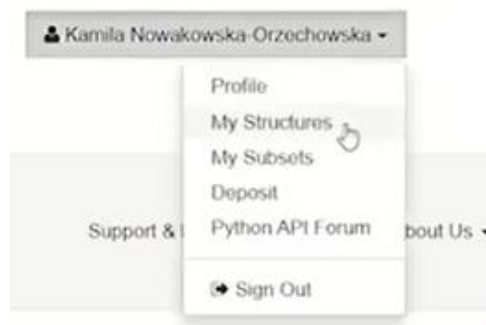 Kamila Nowakowska-Orzechowska
Profile
My Structures
My Subsets
Deposit
Support &
Python API Forum
bout Us
Sign Out